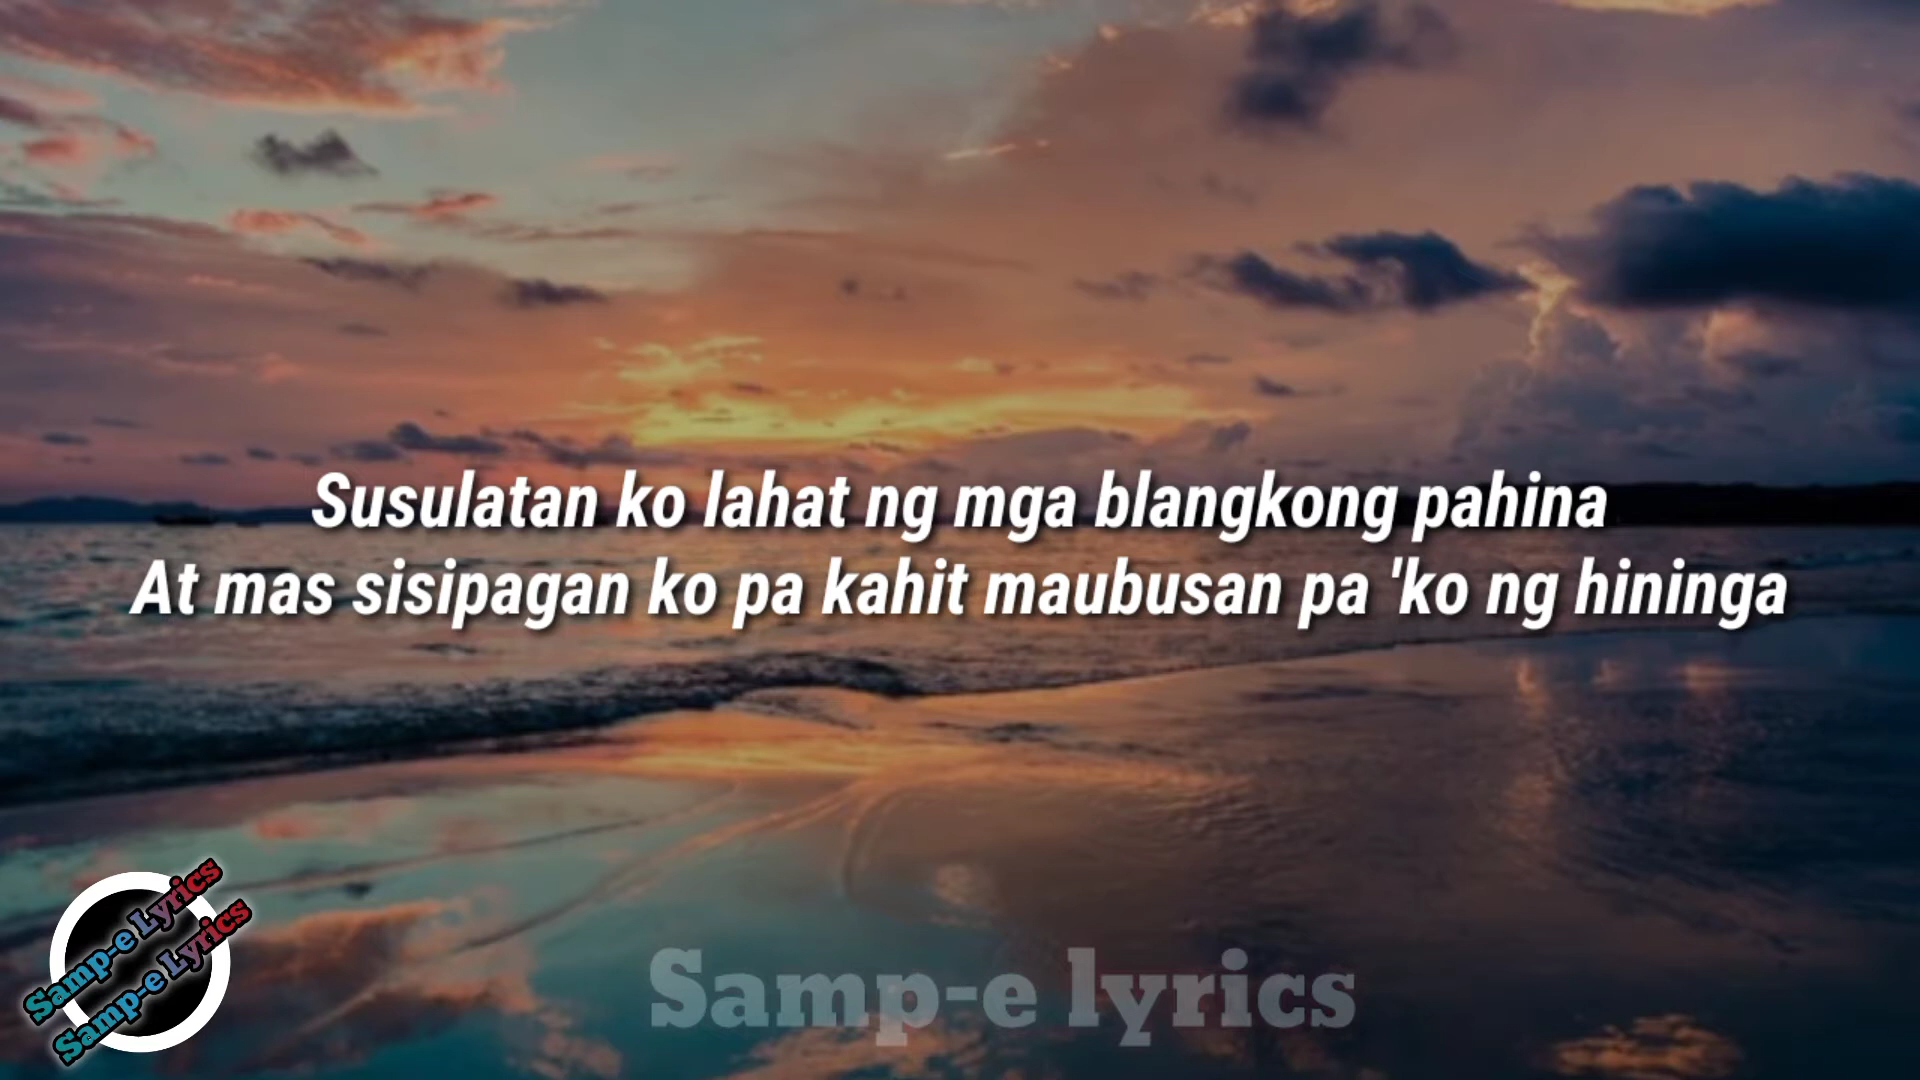 Susulatan ko lahat ng mga blangkong pahina
At mas sisipagan ko pa kahit maubusan pa 'ko ng hininga
Samp-e Lyrics
Samp-e Lyrics
Samp-e lyrics